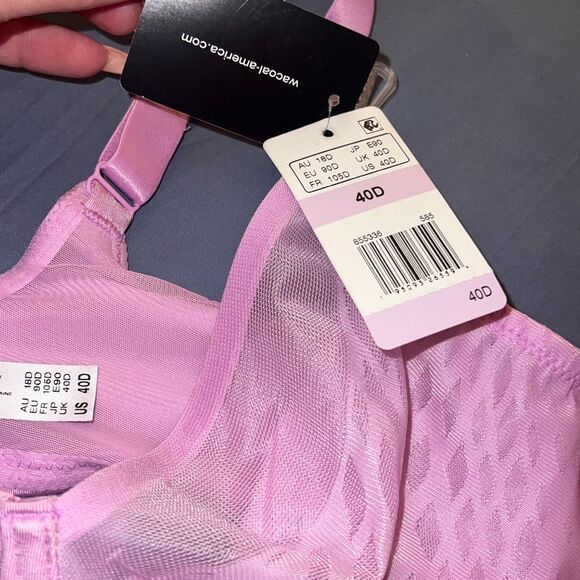 wacoal-america.com
AU 18D JP E90
EU 90D UK 40D
FR 105D US 40D
40D
855336 585
40D
AU 18D
EU 90D
FR 105D
JP E90
UK 40D
US 40D